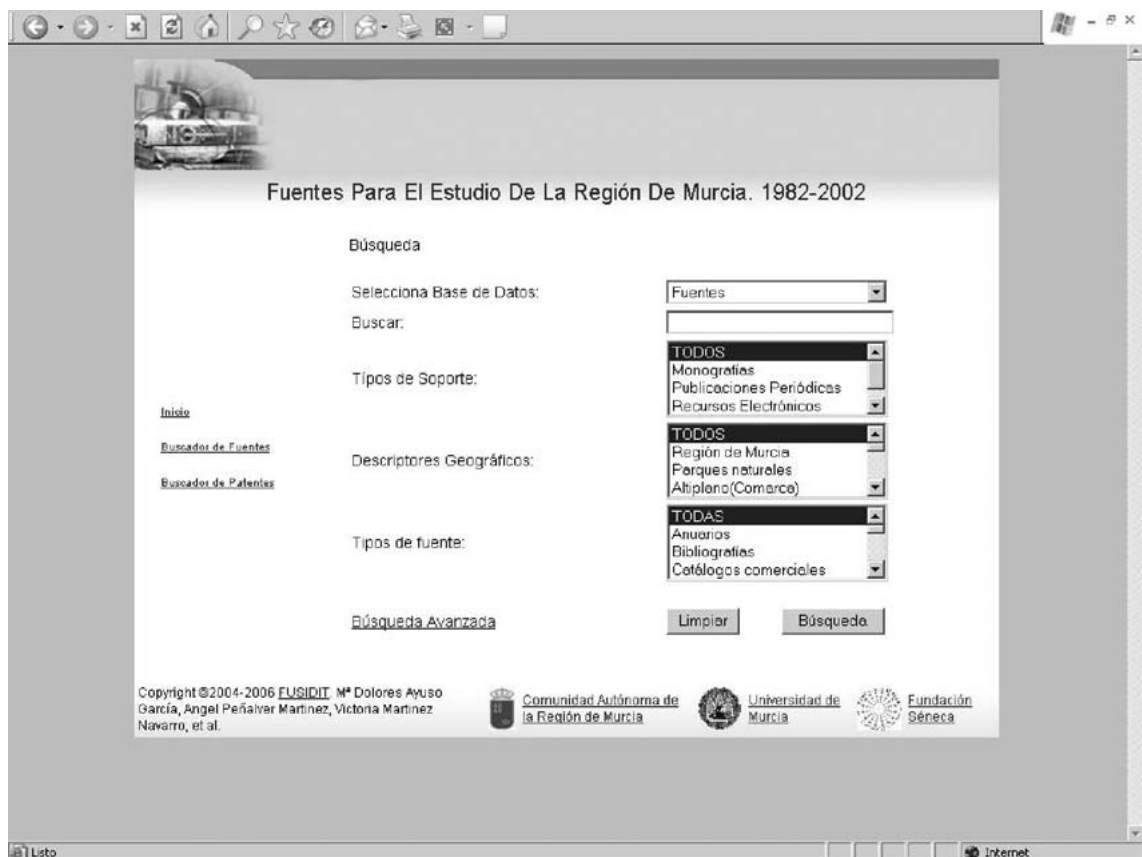 Fuentes Para El Estudio De La Región De Murcia. 1982-2002
Búsqueda
Selecciona Base de Datos:
Fuentes
Buscar:
Tipos de Soporte:
TODOS
Monografías
Publicaciones Periódicas
Recursos Electrónicos
Inicio
Buscador de Fuentes
Buscador de Patentes
Descriptores Geográficos:
TODOS
Región de Murcia
Parques naturales
Altiplano(Comarca)
Tipos de fuente:
TODAS
Anuarios
Bibliografías
Catálogos comerciales
Búsqueda Avanzada
Limpiar
Búsqueda
Copyright ©2004-2006 FUSIDIT. Mª Dolores Ayuso
García, Angel Peñalver Martinez, Victoria Martinez
Navarro, et al.
Comunidad Autónoma de
la Región de Murcia
Universidad de
Murcia
Fundación
Séneca
Listo
Internet